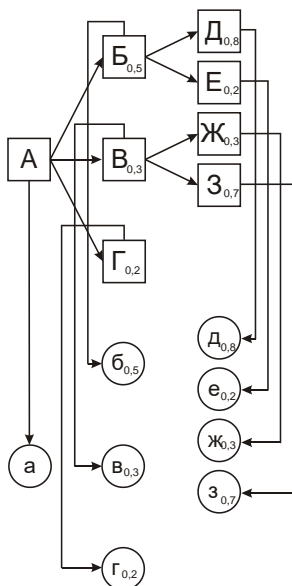 Д0,8
Б0,5
Е0,2
Ж0,3
А
В0,3
З0,7
Г0,2
д0,8
б0,5
е0,2
ж0,3
а
в0,3
з0,7
г0,2